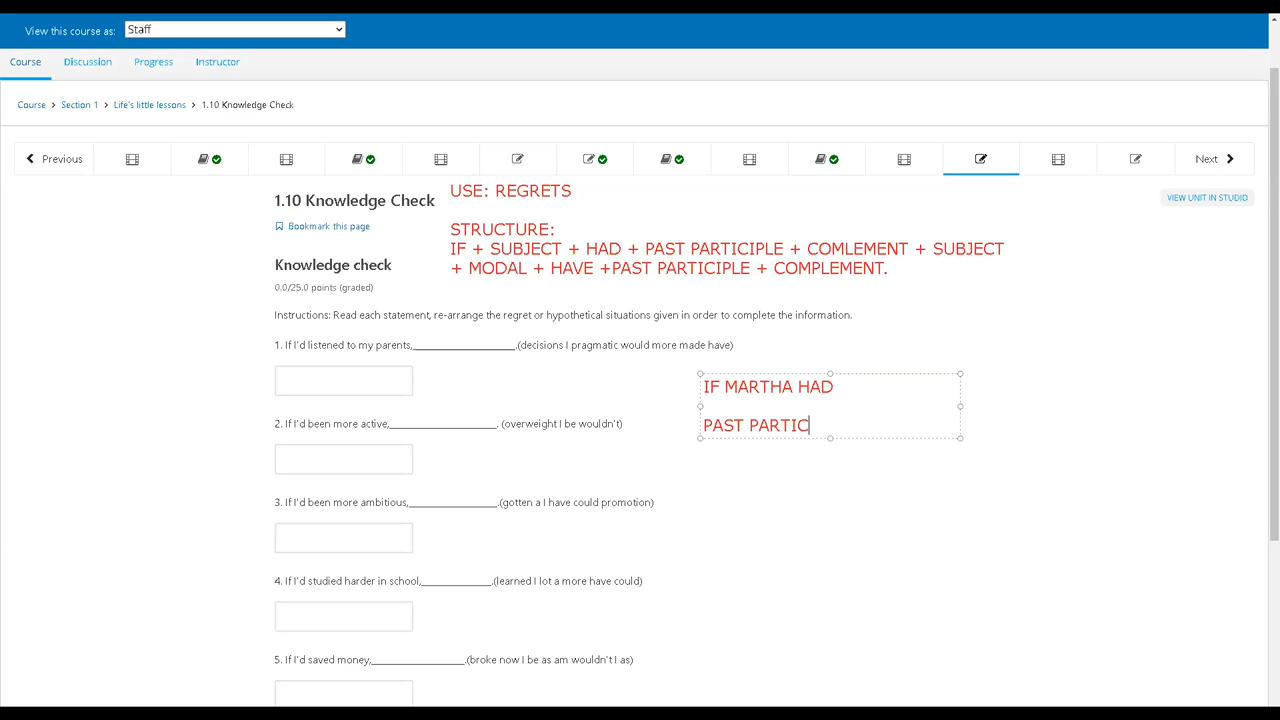 View this course as: Staff
Course Discussion Progress Instructor
Course > Section 1 > Life's little lessons > 1.10 Knowledge Check
Previous Next
VIEW UNIT IN STUDIO
1.10 Knowledge Check
Bookmark this page
USE: REGRETS
STRUCTURE:
IF + SUBJECT + HAD + PAST PARTICIPLE + COMLEMENT + SUBJECT
+ MODAL + HAVE +PAST PARTICIPLE + COMPLEMENT.
Knowledge check
0.0/25.0 points (graded)
Instructions: Read each statement, re-arrange the regret or hypothetical situations given in order to complete the information.
1. If I'd listened to my parents,____________________.(decisions I pragmatic would more made have)
IF MARTHA HAD
PAST PARTIC
2. If I'd been more active,_____________________. (overweight I be wouldn't)
3. If I'd been more ambitious,_________________.(gotten a I have could promotion)
4. If I'd studied harder in school,______________.(learned I lot a more have could)
5. If I'd saved money,__________________.(broke now I be as am wouldn't I as)